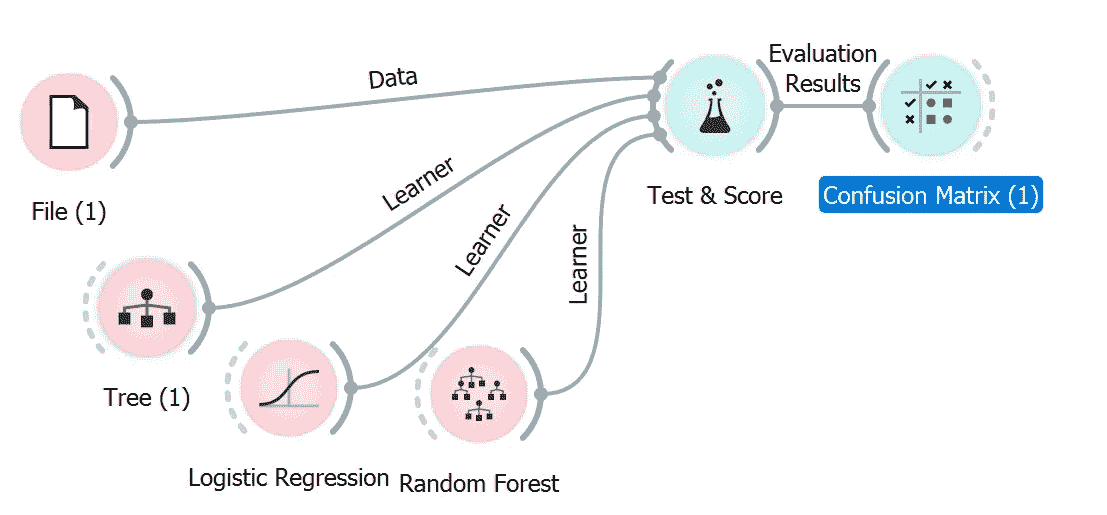 Data
Evaluation
Results
File (1)
Learner
Test & Score
Confusion Matrix (1)
Learner
Learner
Tree (1)
Logistic Regression
Random Forest